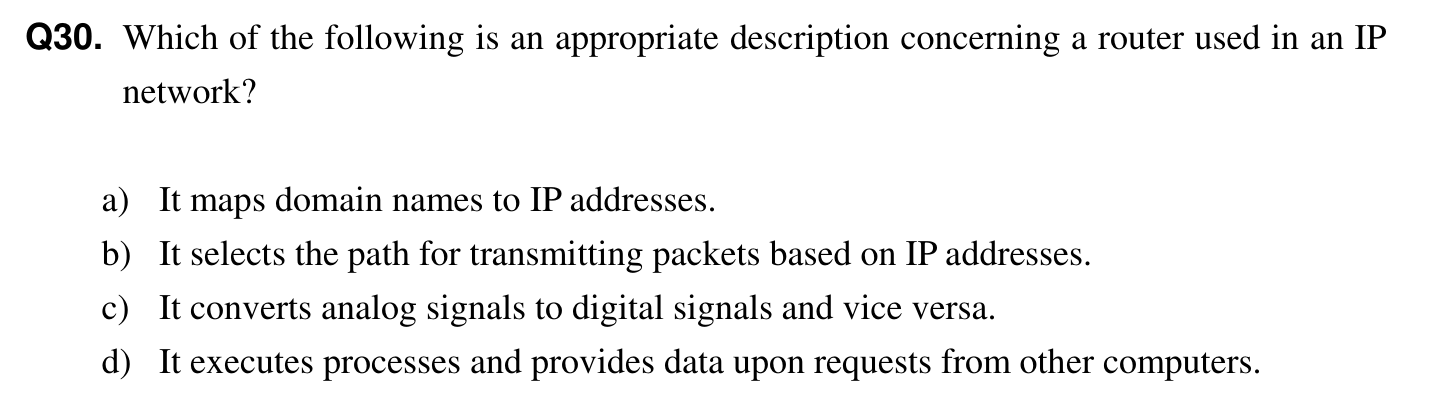 Q30. Which of the following is an appropriate description concerning a router used in an IP
network?
a) It maps domain names to IP addresses.
b) It selects the path for transmitting packets based on IP addresses.
c) It converts analog signals to digital signals and vice versa.
d) It executes processes and provides data upon requests from other computers.